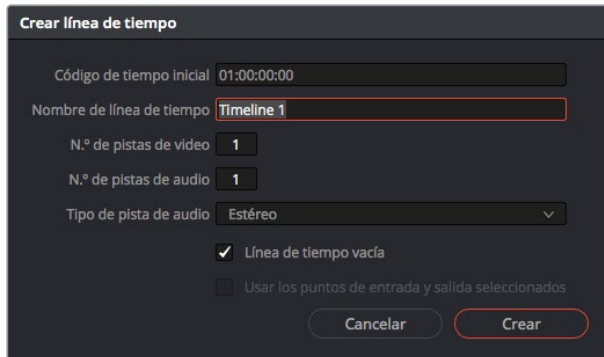 Crear línea de tiempo
Código de tiempo inicial 01:00:00:00
Nombre de línea de tiempo Timeline 1
N.º de pistas de video 1
N.º de pistas de audio 1
Tipo de pista de audio Estéreo
Línea de tiempo vacía
Usar los puntos de entrada y salida seleccionados
Cancelar Crear